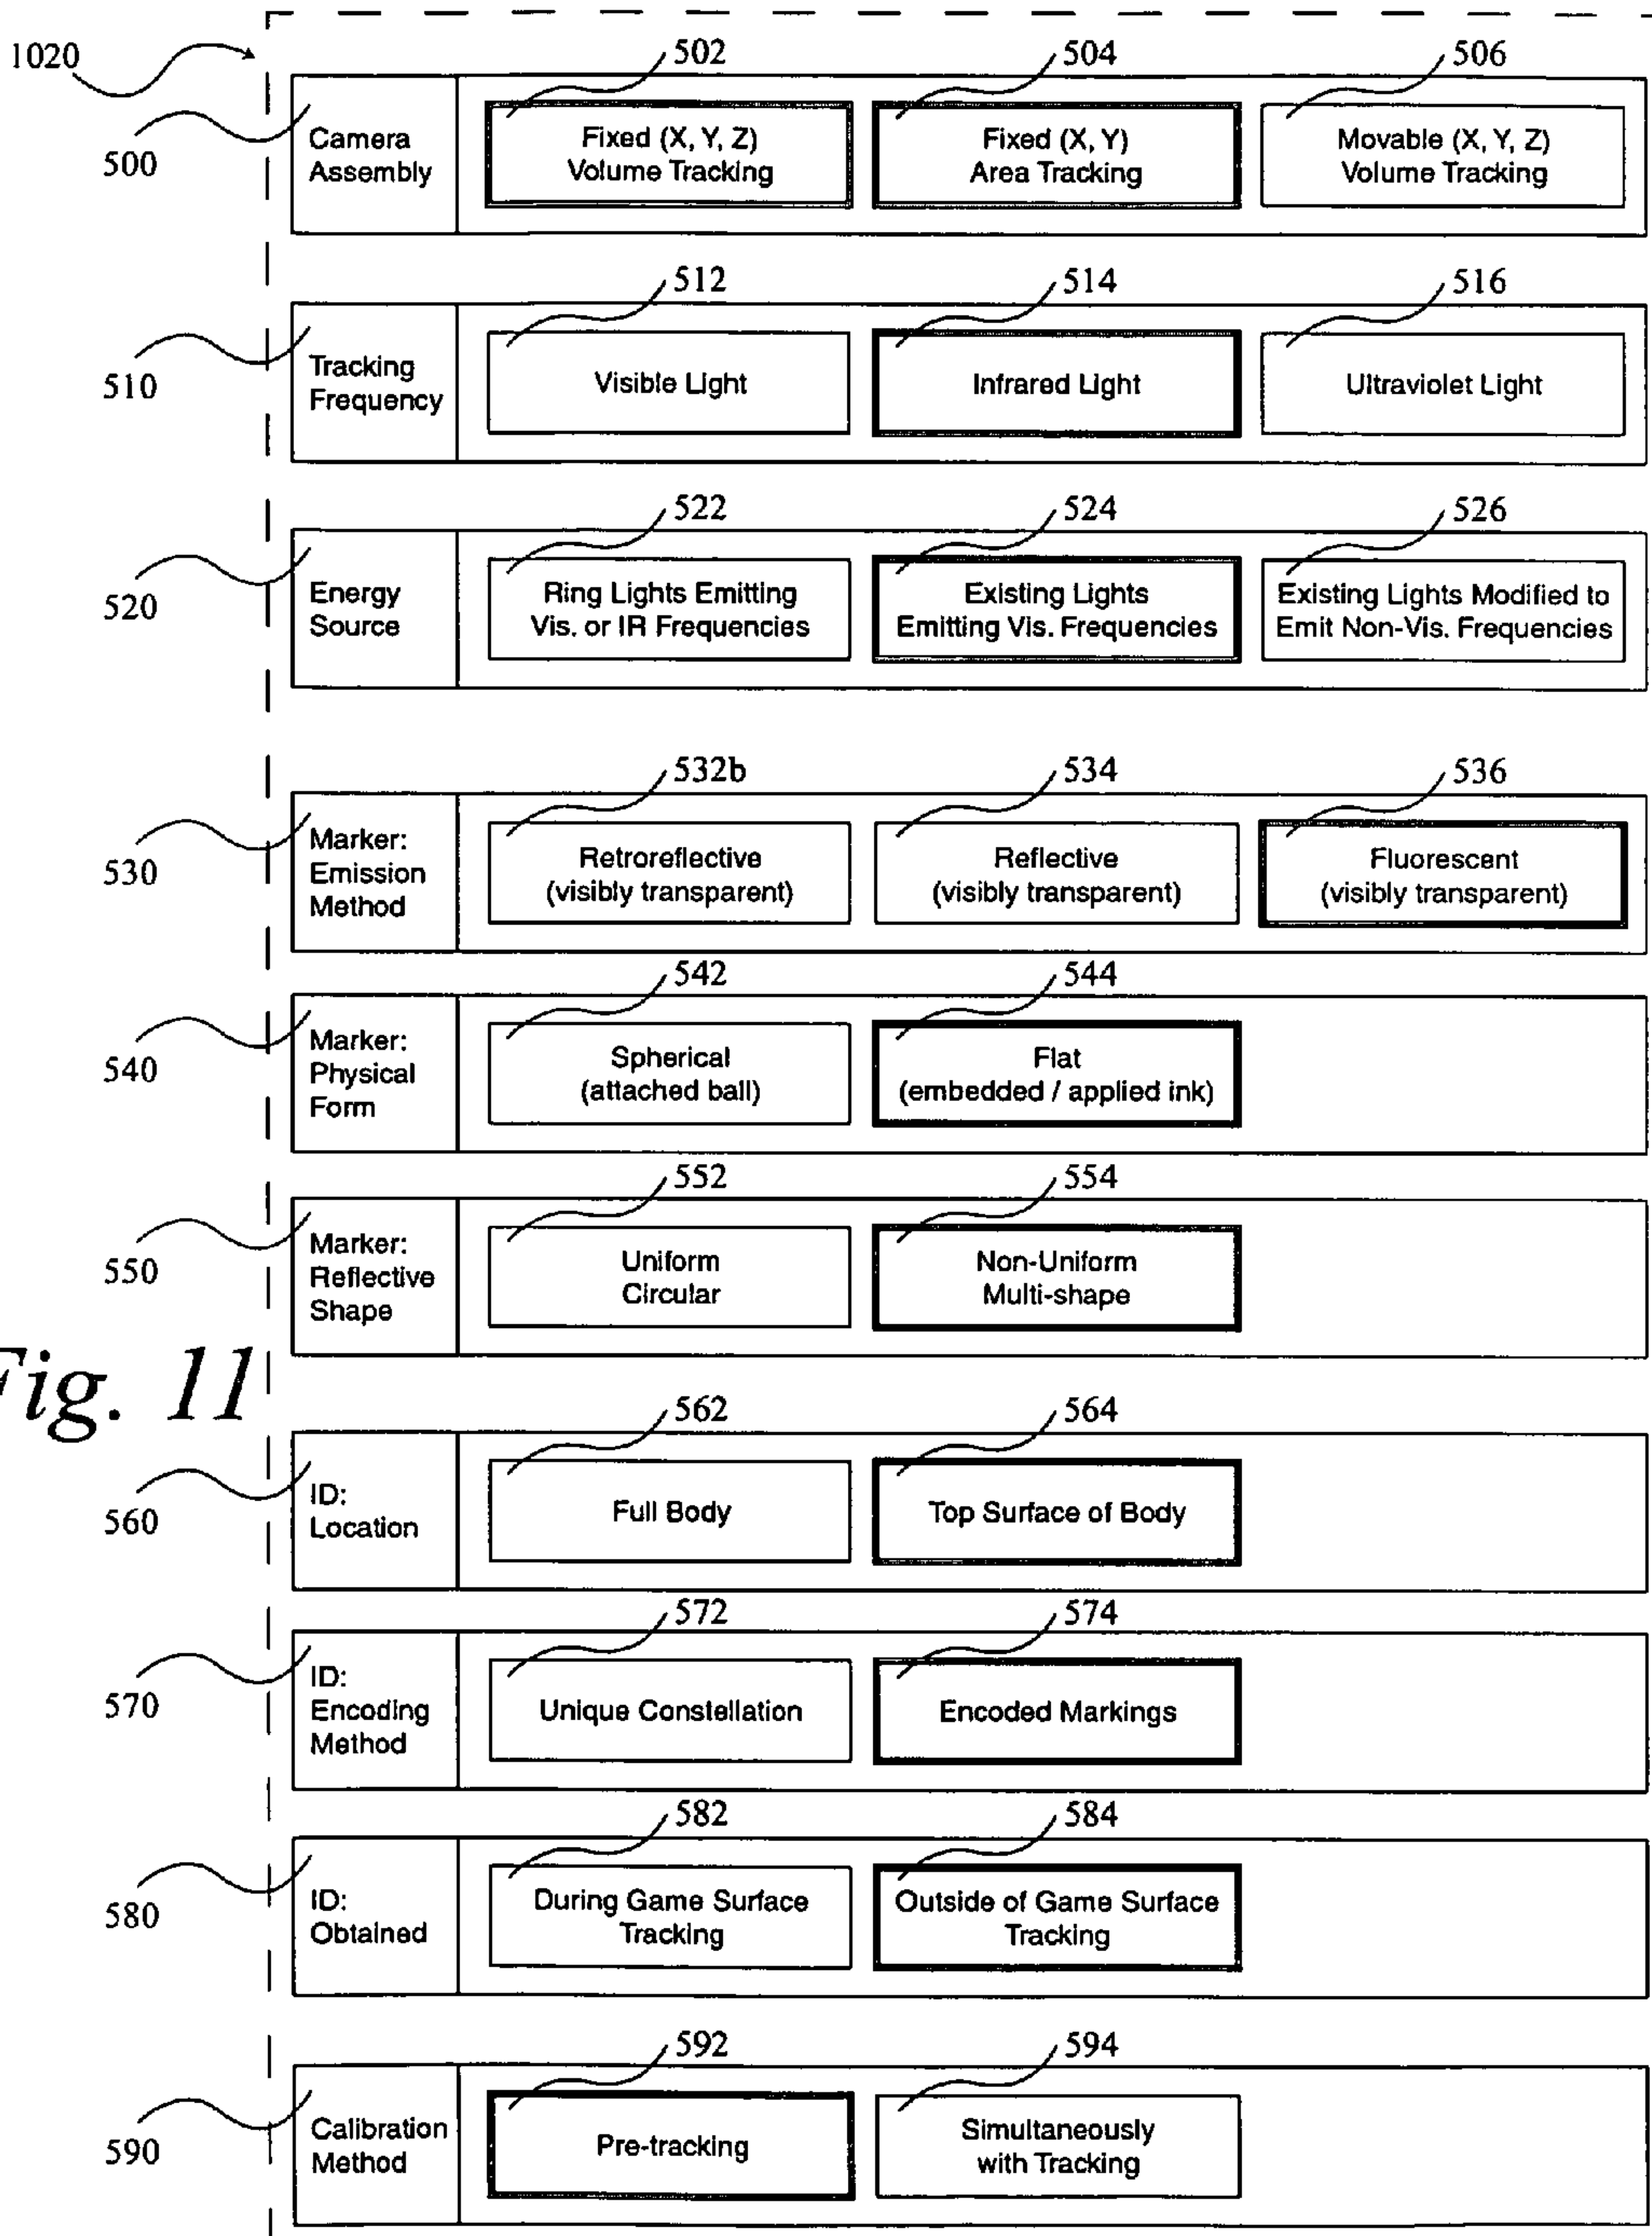 1020
502
504
506
500
Camera
Assembly
Fixed (X, Y, Z)
Volume Tracking
Fixed (X, Y)
Area Tracking
Movable (X, Y, Z)
Volume Tracking
512
514
516
510
Tracking
Frequency
Visible Light
Infrared Light
Ultraviolet Light
522
524
526
520
Energy
Source
Ring Lights Emitting
Vis. or IR Frequencies
Existing Lights
Emitting Vis. Frequencies
Existing Lights Modified to
Emit Non-Vis. Frequencies
532b
534
536
530
Marker:
Emission
Method
Retroreflective
(visibly transparent)
Reflective
(visibly transparent)
Fluorescent
(visibly transparent)
542
544
540
Marker:
Physical
Form
Spherical
(attached ball)
Flat
(embedded / applied ink)
552
554
550
Marker:
Reflective
Shape
Uniform
Circular
Non-Uniform
Multi-shape
Fig. 11
562
564
560
ID:
Location
Full Body
Top Surface of Body
572
574
570
ID:
Encoding
Method
Unique Constellation
Encoded Markings
582
584
580
ID:
Obtained
During Game Surface
Tracking
Outside of Game Surface
Tracking
592
594
590
Calibration
Method
Pre-tracking
Simultaneously
with Tracking